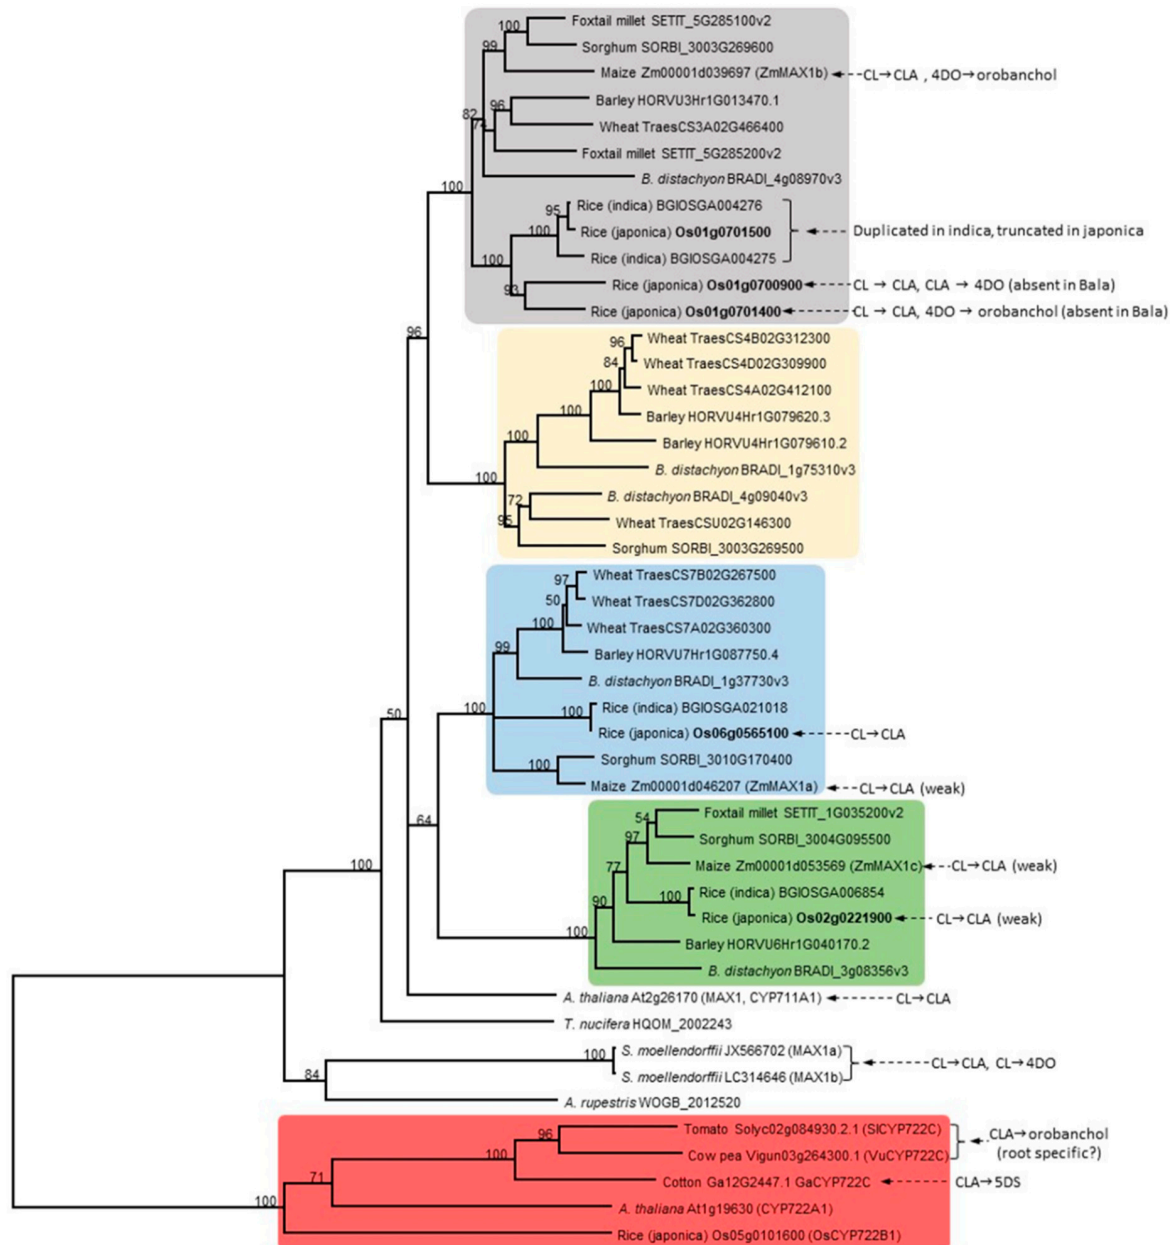 100 Foxtail millet SETIT_5G285100v2
99 Sorghum SORBI_3003G269600
Maize Zm00001d039697 (ZmMAX1b) CL→CLA , 4DO→orobanchol
96 Barley HORVU3Hr1G013470.1
82 74 Wheat TraesCS3A02G466400
Foxtail millet SETIT_5G285200v2
B. distachyon BRADI_4g08970v3
100
Rice (indica) BGIOSGA004276
95 Rice (japonica) Os01g0701500 Duplicated in indica, truncated in japonica
100
Rice (indica) BGIOSGA004275
100
93 Rice (japonica) Os01g0700900 CL → CLA, CLA → 4DO (absent in Bala)
Rice (japonica) Os01g0701400 CL → CLA, 4DO → orobanchol (absent in Bala)
96
96 Wheat TraesCS4B02G312300
84 Wheat TraesCS4D02G309900
100 Wheat TraesCS4A02G412100
100 Barley HORVU4Hr1G079620.3
100 Barley HORVU4Hr1G079610.2
B. distachyon BRADI_1g75310v3
100
72 B. distachyon BRADI_4g09040v3
95 Wheat TraesCSU02G146300
Sorghum SORBI_3003G269500
97 Wheat TraesCS7B02G267500
50 Wheat TraesCS7D02G362800
100 Wheat TraesCS7A02G360300
99 Barley HORVU7Hr1G087750.4
B. distachyon BRADI_1g37730v3
100 100 Rice (indica) BGIOSGA021018
50
Rice (japonica) Os06g0565100 CL→CLA
100 Sorghum SORBI_3010G170400
Maize Zm00001d046207 (ZmMAX1a) CL→CLA (weak)
64
54 Foxtail millet SETIT_1G035200v2
97 Sorghum SORBI_3004G095500
77 Maize Zm00001d053569 (ZmMAX1c) CL→CLA (weak)
100
90 100 Rice (indica) BGIOSGA006854
Rice (japonica) Os02g0221900 CL→CLA (weak)
100 Barley HORVU6Hr1G040170.2
B. distachyon BRADI_3g08356v3
A. thaliana At2g26170 (MAX1, CYP711A1) CL→CLA
T. nucifera HQOM_2002243
100 S. moellendorffii JX566702 (MAX1a)
CL→CLA, CL→4DO
84 S. moellendorffii LC314646 (MAX1b)
A. rupestris WOGB_2012520
96 Tomato Solyc02g084930.2.1 (SlCYP722C) CLA→orobanchol
100 Cow pea Vigun03g264300.1 (VuCYP722C) (root specific?)
71 Cotton Ga12G2447.1 GaCYP722C CLA→5DS
100 A. thaliana At1g19630 (CYP722A1)
Rice (japonica) Os05g0101600 (OsCYP722B1)